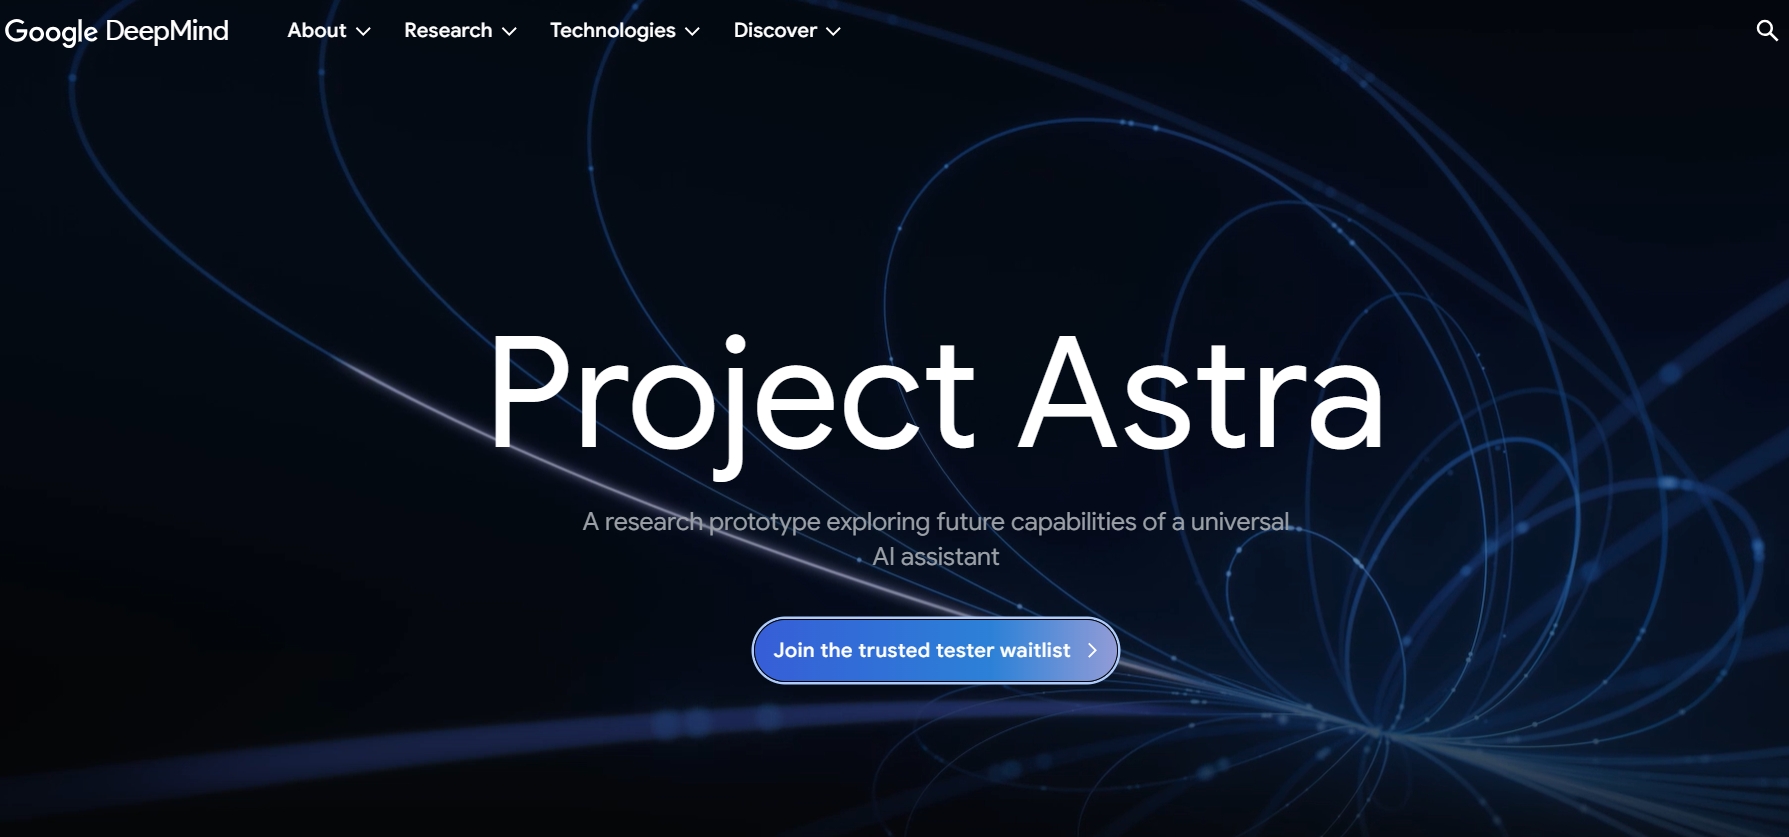 Google DeepMind About Research Technologies Discover
Project Astra
A research prototype exploring future capabilities of a universal
AI assistant
Join the trusted tester waitlist